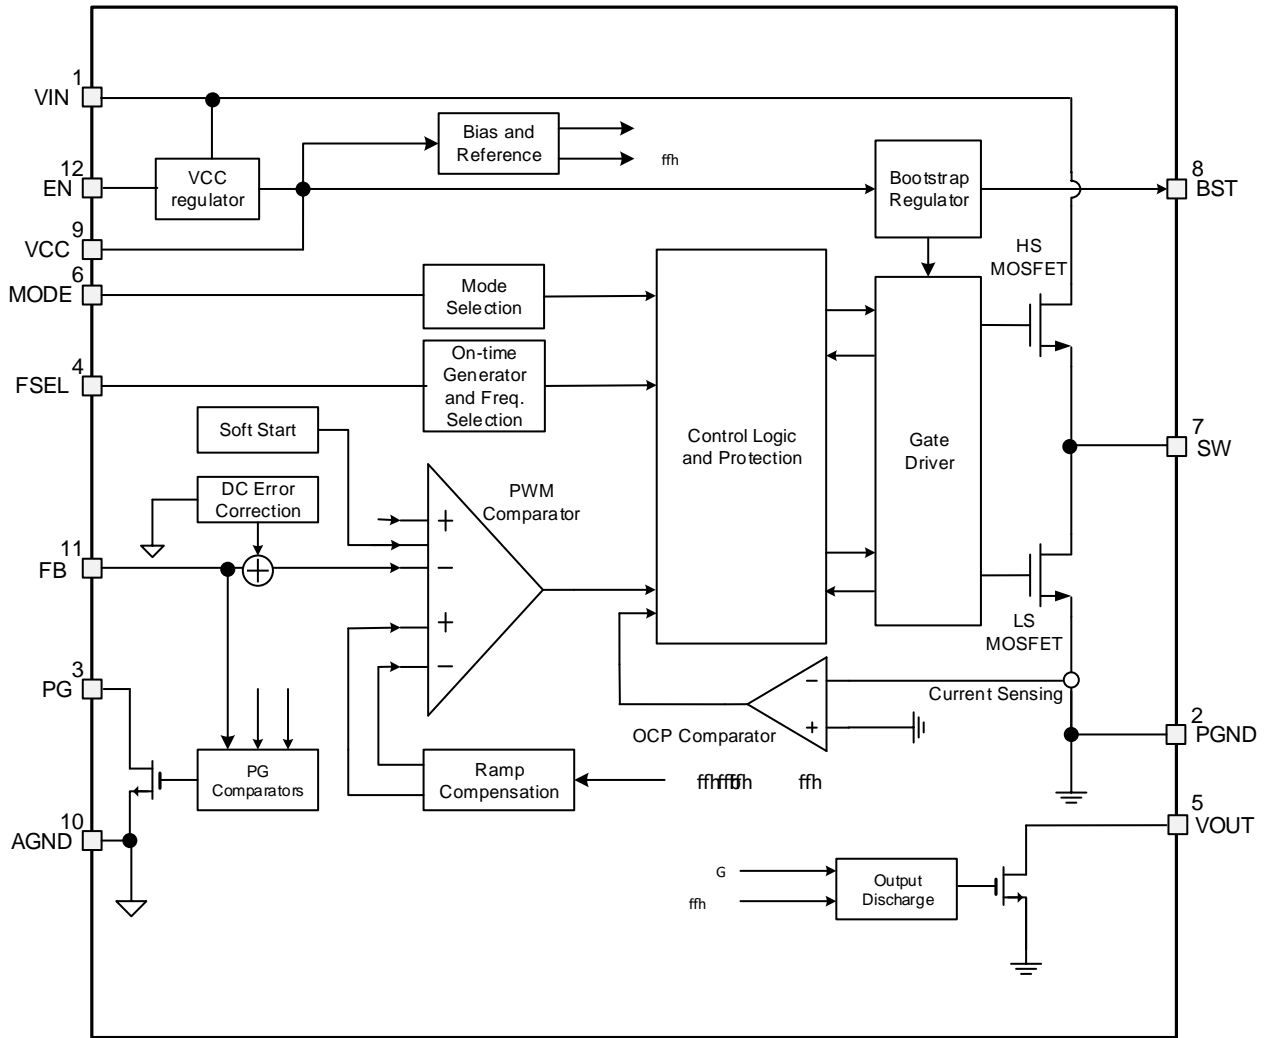 1
VIN
12
EN
9
VCC
6
MODE
4
FSEL
11
FB
3
PG
10
AGND
8
BST
7
SW
2
PGND
5
VOUT
VCC
regulator
Bias and
Reference
ffh
Bootstrap
Regulator
HS
MOSFET
Mode
Selection
On-time
Generator
and Freq.
Selection
Soft Start
DC Error
Correction
PWM
Comparator
+
−
+
−
Control Logic
and Protection
Gate
Driver
LS
MOSFET
Current Sensing
−
+
OCP Comparator
PG
Comparators
Ramp
Compensation
ffh
G
ffh
Output
Discharge